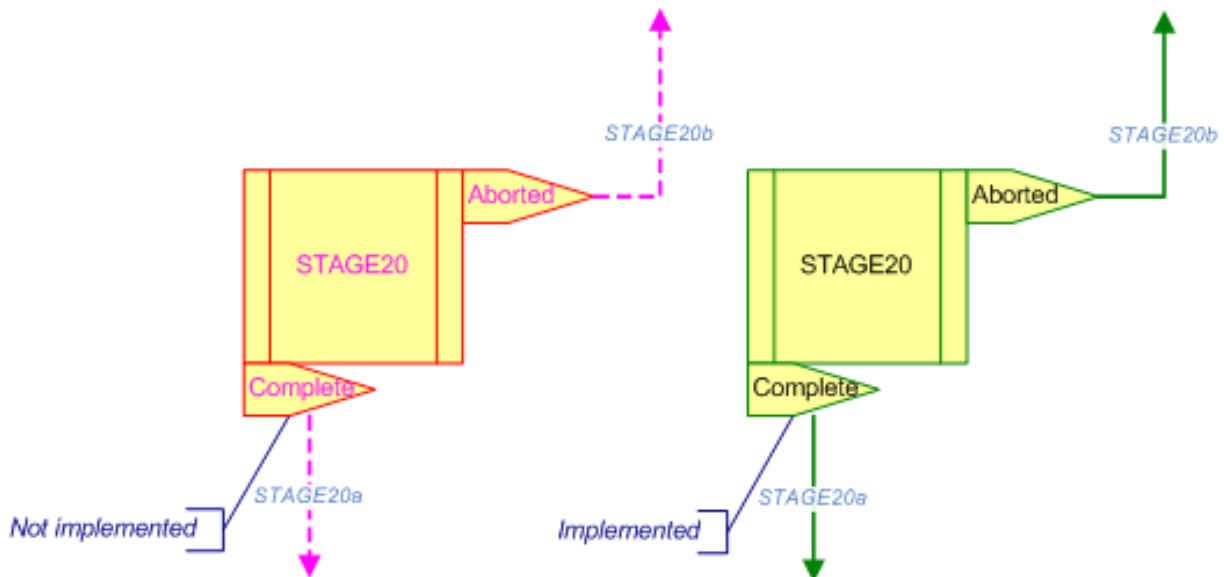 STAGE20b
Aborted
STAGE20
Complete
STAGE20a
Not implemented
STAGE20b
Aborted
STAGE20
Complete
STAGE20a
Implemented